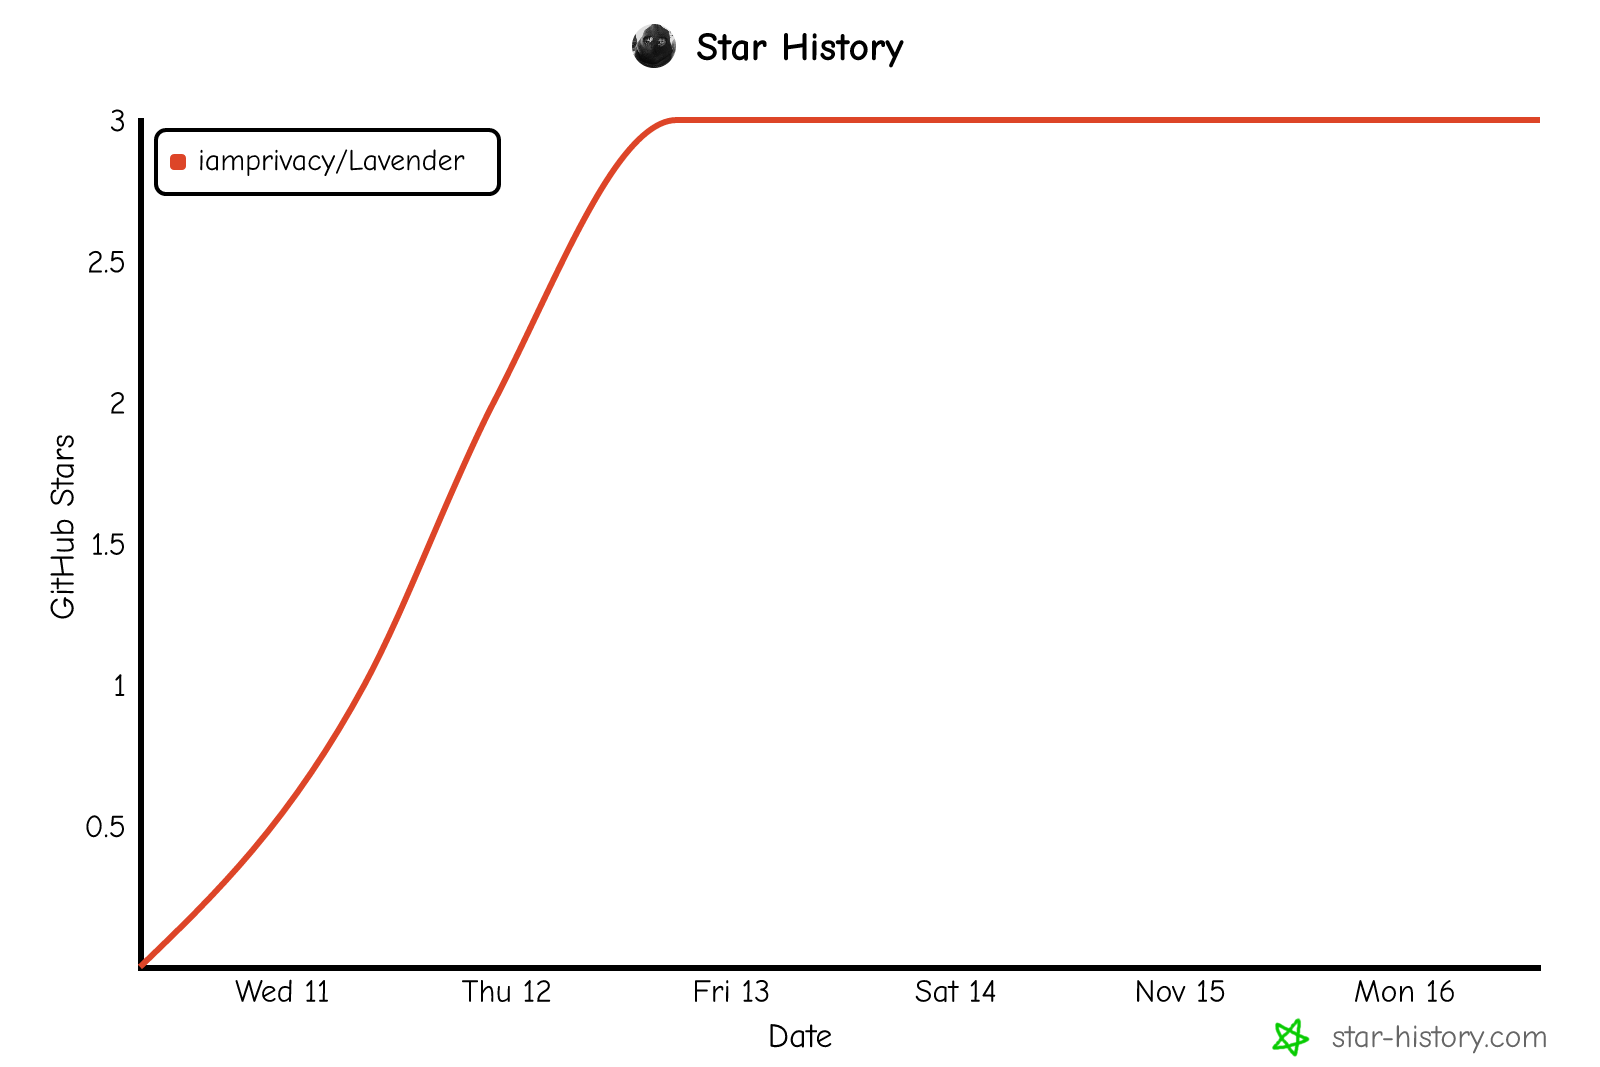 Star History
iamprivacy/Lavender
3
2.5
2
1.5
1
0.5
GitHub Stars
Wed 11 Thu 12 Fri 13 Sat 14 Nov 15 Mon 16
Date
star-history.com